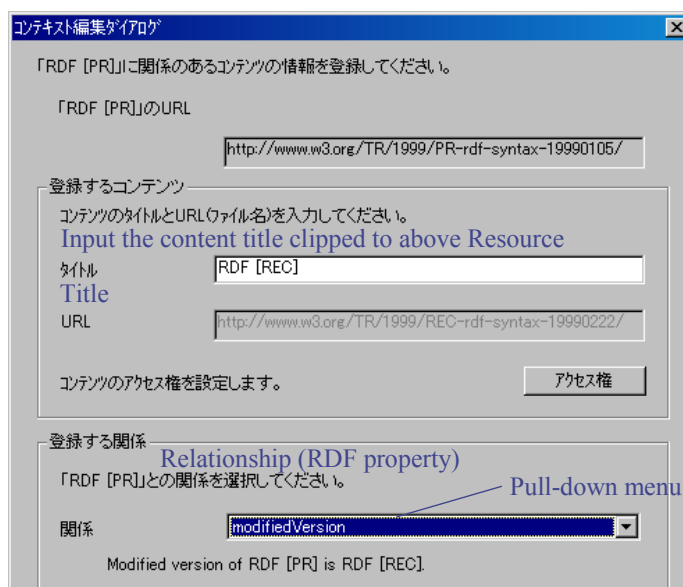 コンテキスト編集ダイアログ
「RDF [PR]」に関係のあるコンテンツの情報を登録してください。
「RDF [PR]」のURL
http://www.w3.org/TR/1999/PR-rdf-syntax-19990105/
登録するコンテンツ
コンテンツのタイトルとURL(ファイル名)を入力してください。
Input the content title clipped to above Resource
タイトル RDF [REC]
Title
URL http://www.w3.org/TR/1999/REC-rdf-syntax-19990222/
コンテンツのアクセス権を設定します。 アクセス権
登録する関係
Relationship (RDF property)
「RDF [PR]」との関係を選択してください。
Pull-down menu
関係 modifiedVersion
Modified version of RDF [PR] is RDF [REC].